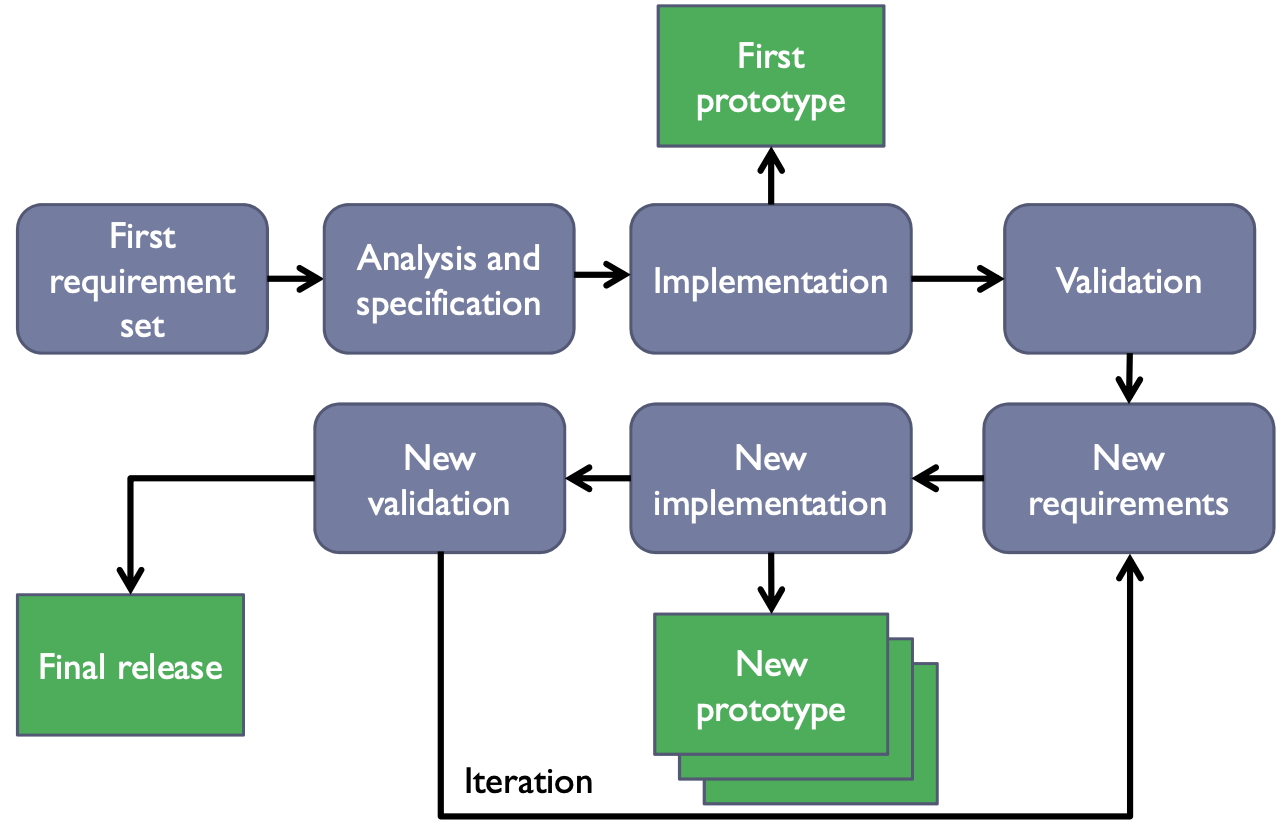 First
prototype
First
requirement
set
Analysis and
specification
Implementation
Validation
New
validation
New
implementation
New
requirements
Final release
New
prototype
Iteration